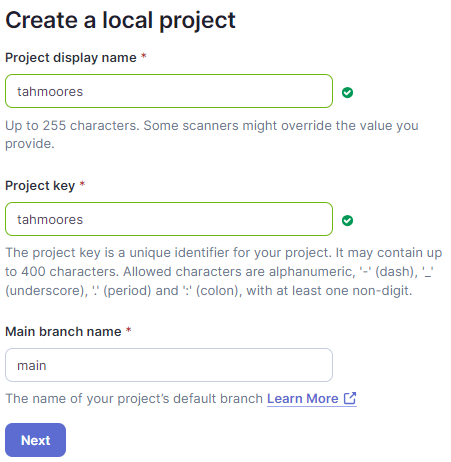 Create a local project
Project display name *
tahmoores
Up to 255 characters. Some scanners might override the value you
provide.
Project key *
tahmoores
The project key is a unique identifier for your project. It may contain up
to 400 characters. Allowed characters are alphanumeric, '-' (dash), '_'
(underscore), '.' (period) and ':' (colon), with at least one non-digit.
Main branch name *
main
The name of your project's default branch Learn More
Next